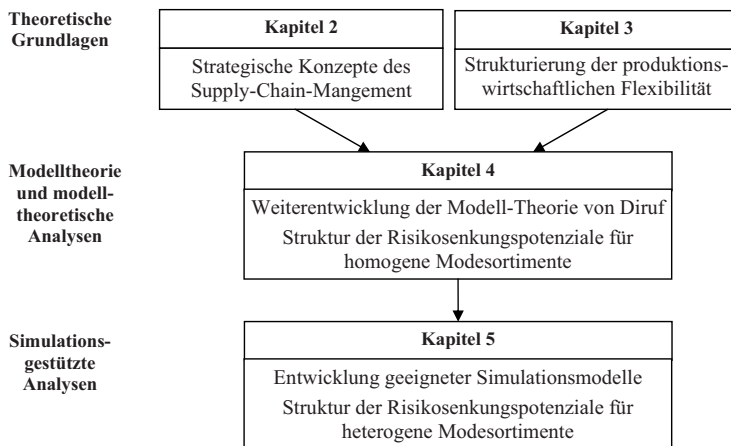 Theoretische
Grundlagen
Kapitel 2
Strategische Konzepte des
Supply-Chain-Mangement
Kapitel 3
Strukturierung der produktions-
wirtschaftlichen Flexibilität
Modelltheorie
und modell-
theoretische
Analysen
Kapitel 4
Weiterentwicklung der Modell-Theorie von Diruf
Struktur der Risikosenkungspotenziale für
homogene Modesortimente
Simulations-
gestützte
Analysen
Kapitel 5
Entwicklung geeigneter Simulationsmodelle
Struktur der Risikosenkungspotenziale für
heterogene Modesortimente